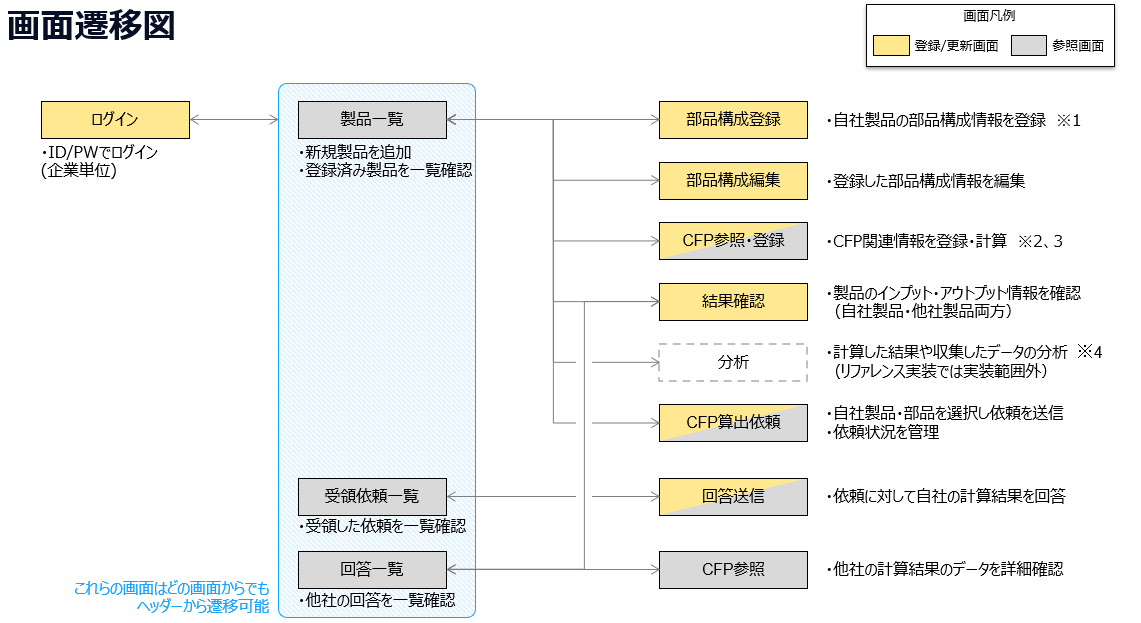 画面遷移図
画面凡例
登録/更新画面
参照画面
ログイン
・ID/PWでログイン
(企業単位)
製品一覧
・新規製品を追加
・登録済み製品を一覧確認
部品構成登録
・自社製品の部品構成情報を登録　※1
部品構成編集
・登録した部品構成情報を編集
CFP参照・登録
・CFP関連情報を登録・計算　※2、3
結果確認
・製品のインプット・アウトプット情報を確認
（自社製品・他社製品両方）
分析
・計算した結果や収集したデータの分析　※4
（リファレンス実装では実装範囲外）
CFP算出依頼
・自社製品・部品を選択し依頼を送信
・依頼状況を管理
受領依頼一覧
・受領した依頼を一覧確認
回答送信
・依頼に対して自社の計算結果を回答
回答一覧
・他社の回答を一覧確認
CFP参照
・他社の計算結果のデータを詳細確認
これらの画面はどの画面からでも
ヘッダーから遷移可能